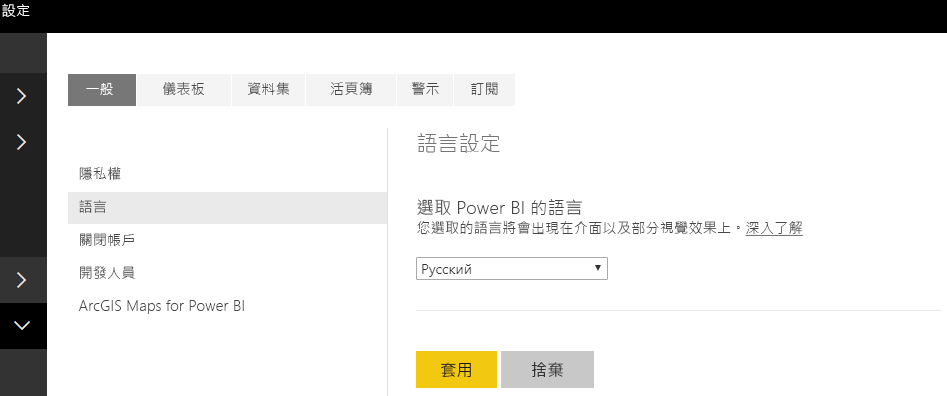 設定
一般
儀表板
資料集
活頁簿
警示
訂閱
隱私權
語言
關閉帳戶
開發人員
ArcGIS Maps for Power BI
語言設定
選取 Power BI 的語言
您選取的語言將會出現在介面以及部分視覺效果上。深入了解
Русский
套用
捨棄